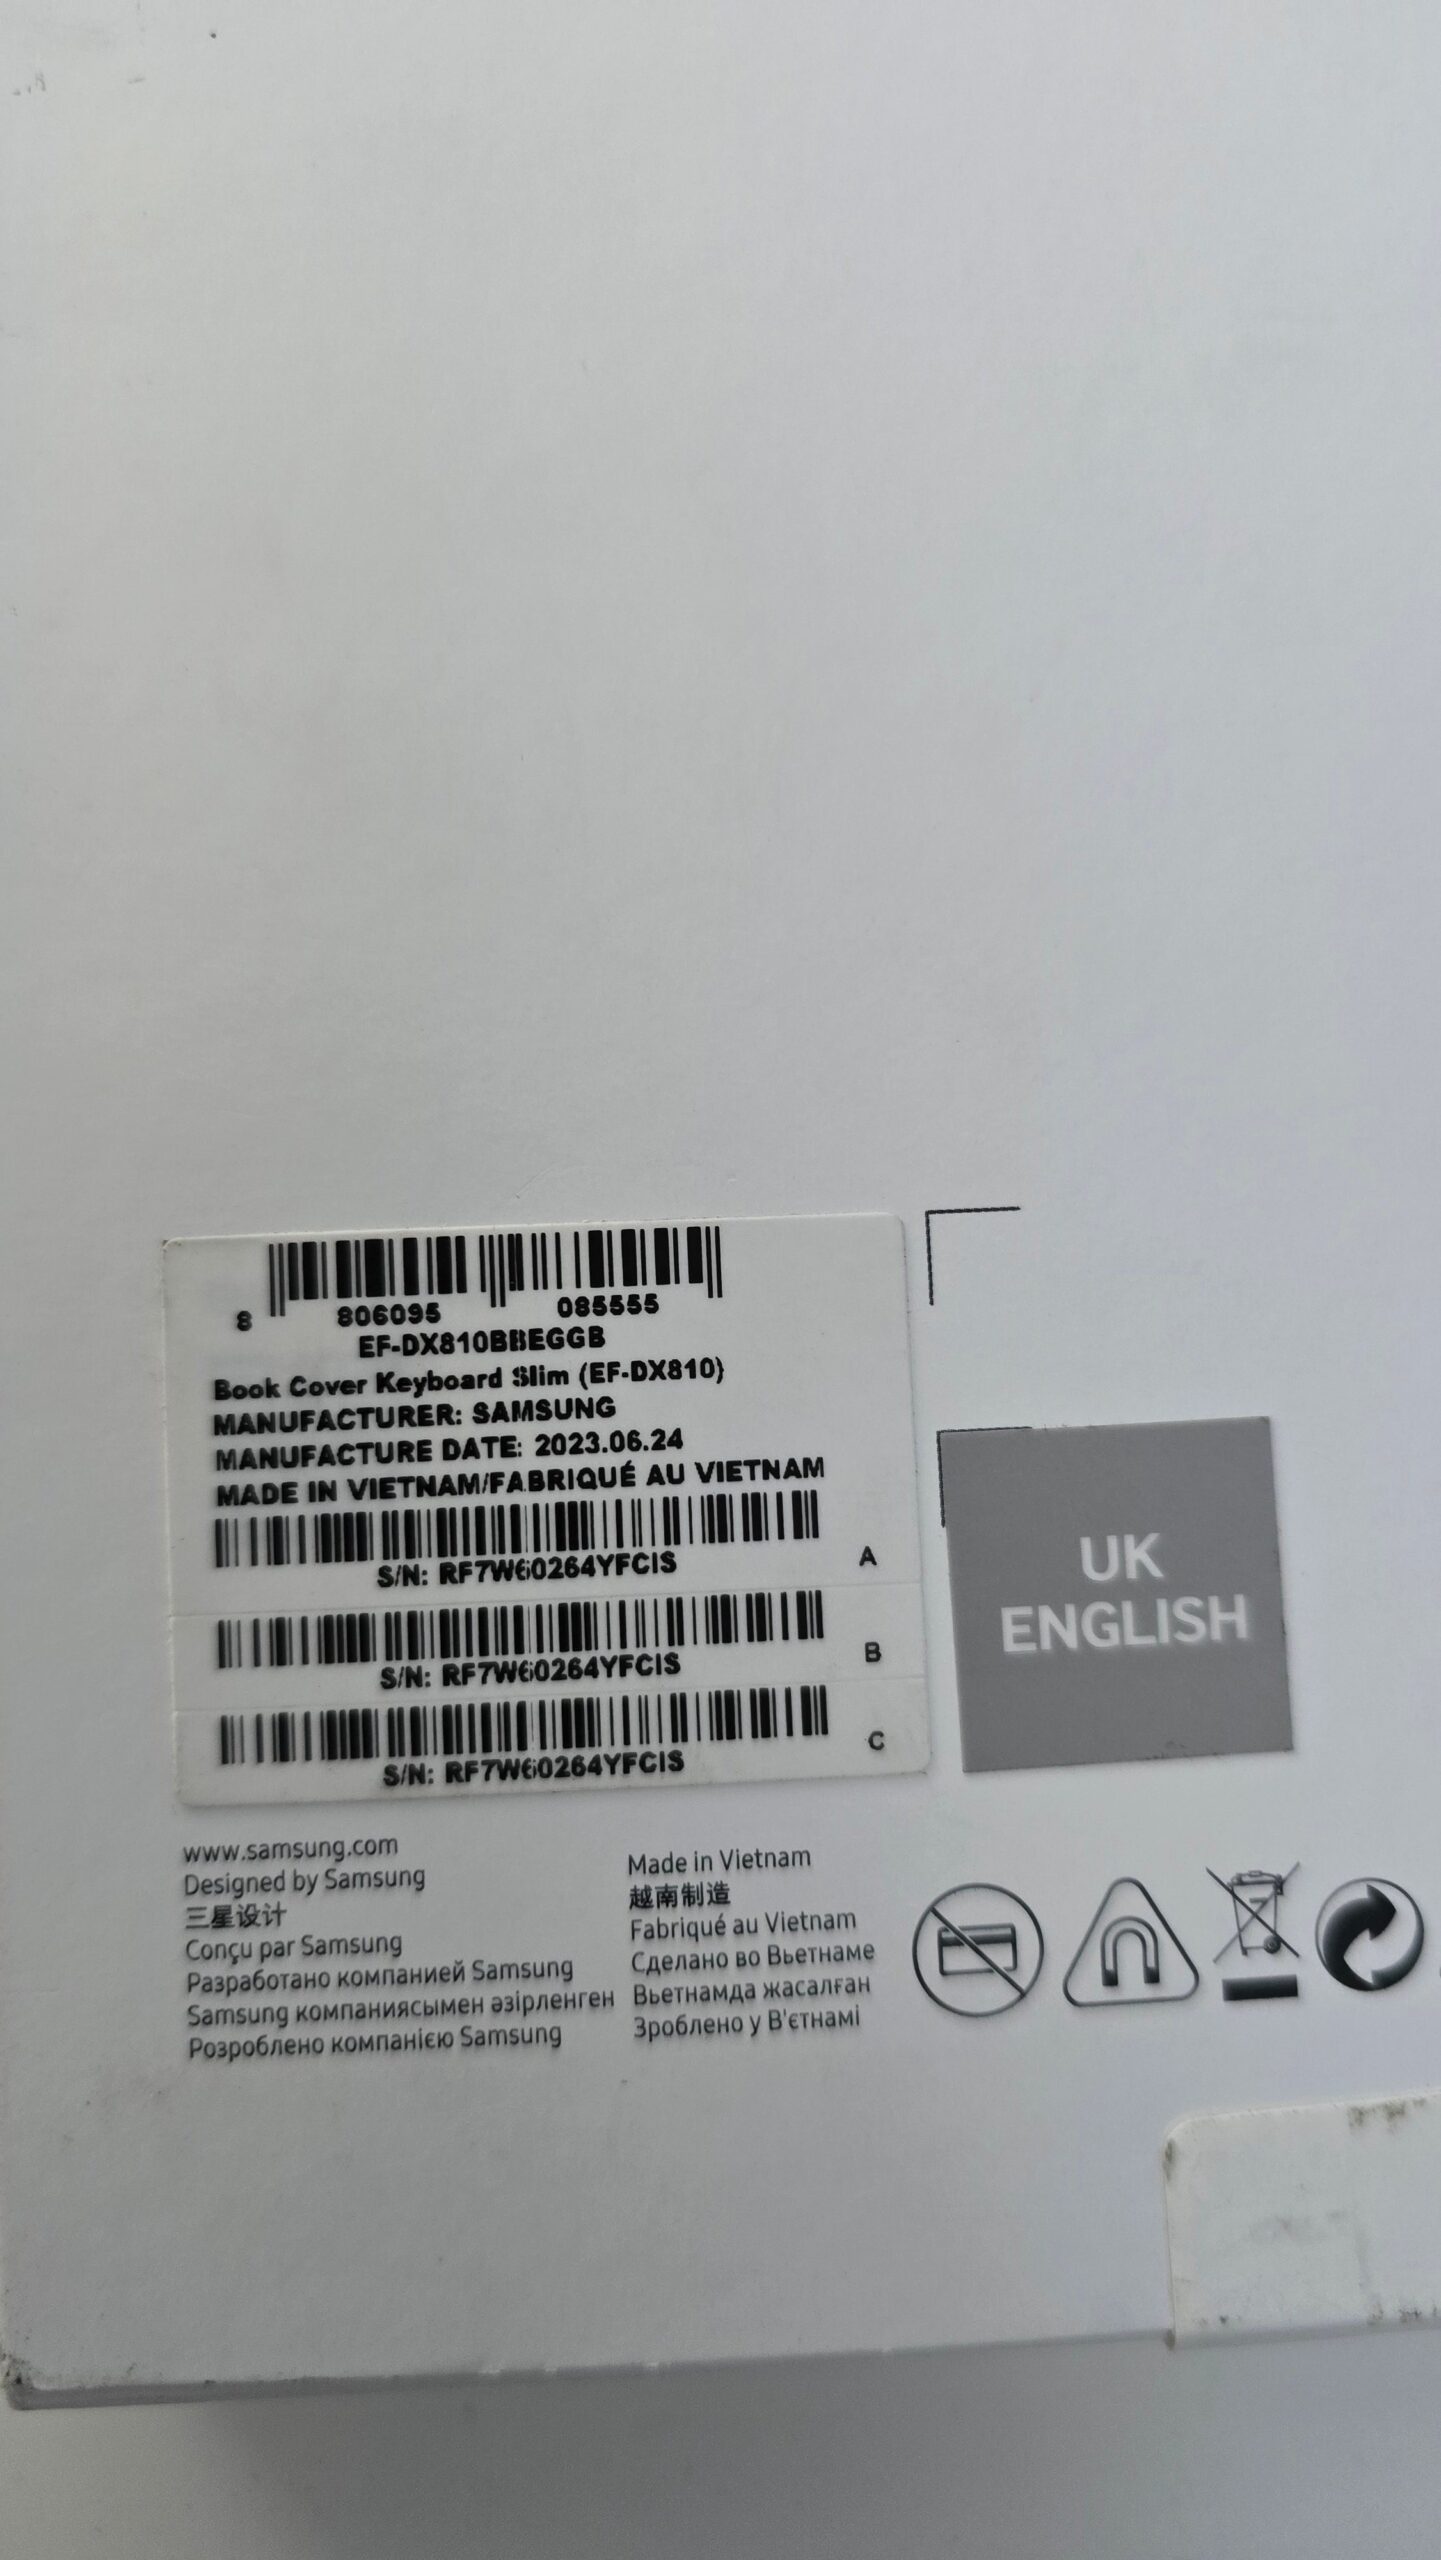 8 806095 085555
EF-DX810BBEGGB
Book Cover Keyboard Slim (EF-DX810)
MANUFACTURER: SAMSUNG
MANUFACTURE DATE: 2023.06.24
MADE IN VIETNAM/FABRIQUÉ AU VIETNAM
S/N: RF7W60264YFCIS A
S/N: RF7W60264YFCIS B
S/N: RF7W60264YFCIS C
UK
ENGLISH
www.samsung.com
Designed by Samsung
三星设计
Conçu par Samsung
Разработано компанией Samsung
Samsung компаниясымен әзірленген
Розроблено компанією Samsung
Made in Vietnam
越南制造
Fabriqué au Vietnam
Сделано во Вьетнаме
Вьетнамда жасалған
Зроблено у В'єтнамі